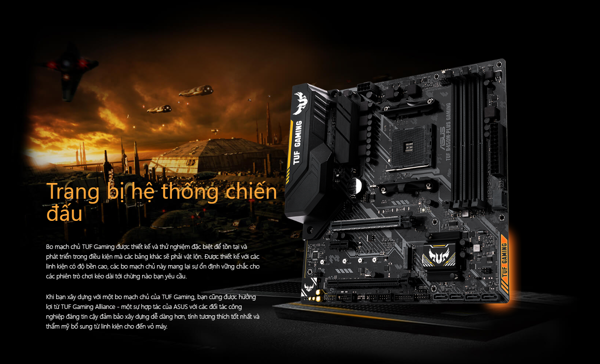 Trang bị hệ thống chiến
đấu
Bo mạch chủ TUF Gaming được thiết kế và thử nghiệm đặc biệt để tồn tại và
phát triển trong điều kiện mà các bảng khác sẽ phải vật lộn. Được thiết kế với các
linh kiện có độ bền cao, các bo mạch chủ này mang lại sự ổn định vững chắc cho
các phiên trò chơi kéo dài tới chừng nào bạn yêu cầu.
Khi bạn xây dựng với một bo mạch chủ của TUF Gaming, bạn cũng được hưởng
lợi từ TUF Gaming Alliance - một sự hợp tác của ASUS với các đối tác công
nghiệp đáng tin cậy đảm bảo xây dựng dễ dàng hơn, tính tương thích tốt nhất và
thẩm mỹ bổ sung từ linh kiện cho đến vỏ máy.
TUF GAMING
ASUS
TUF GAMING